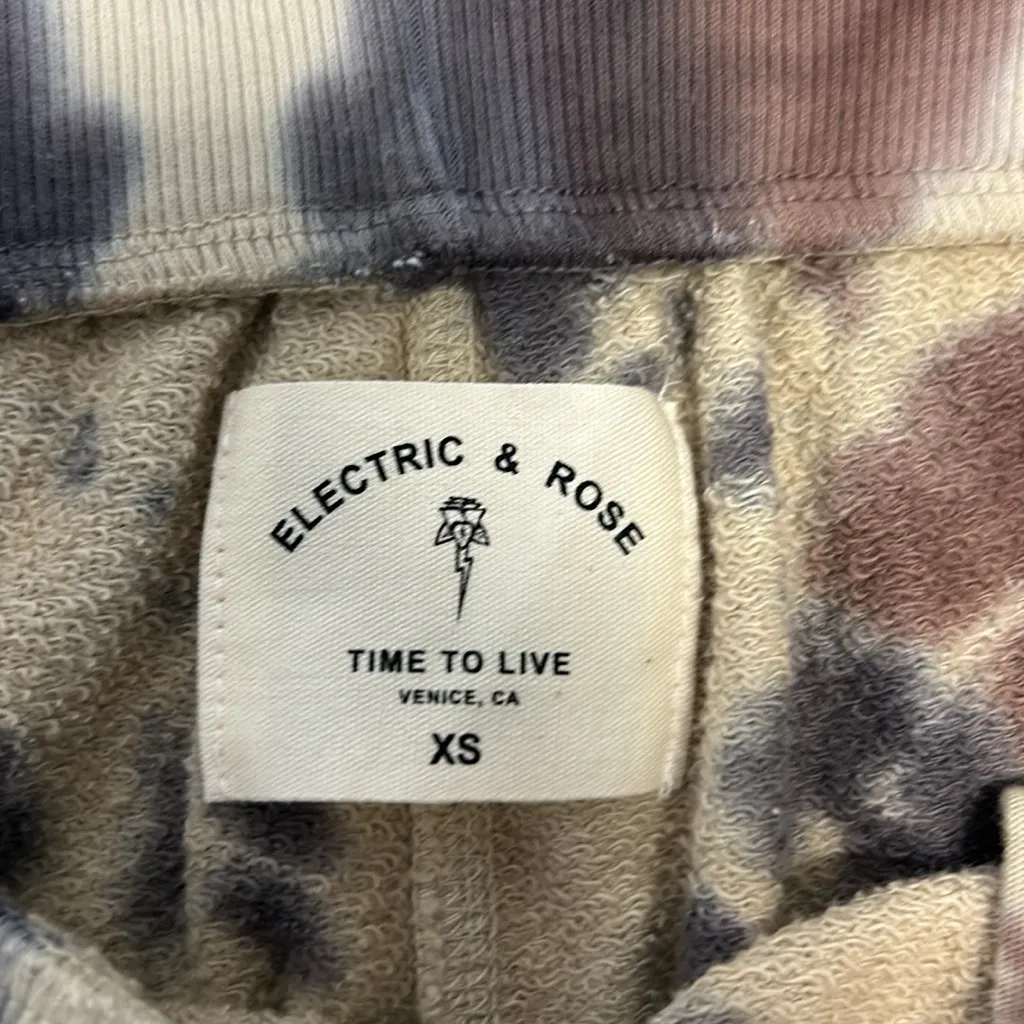 ELECTRIC & ROSE
TIME TO LIVE
VENICE, CA
XS